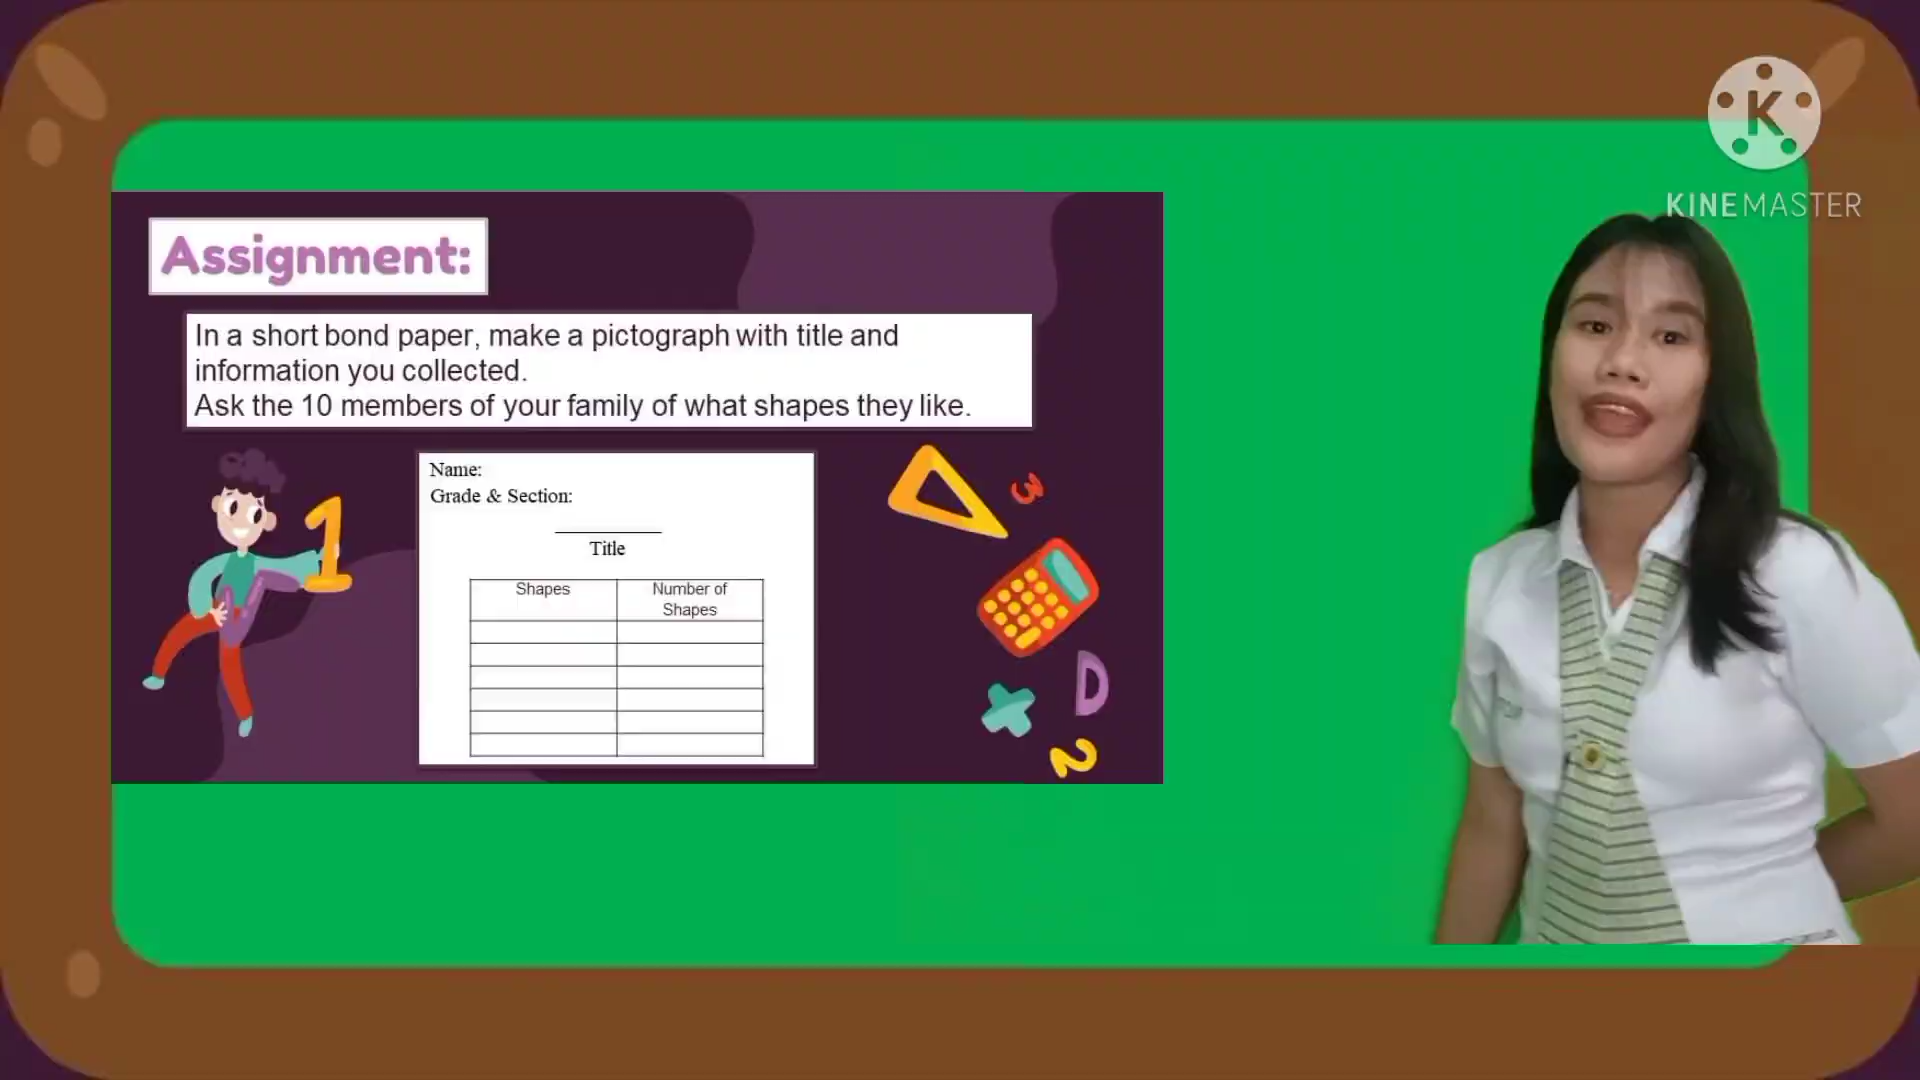 K
KINEMASTER
Assignment:
In a short bond paper, make a pictograph with title and
information you collected.
Ask the 10 members of your family of what shapes they like.
Name:
Grade & Section:
Title
Shapes
Number of
Shapes
1
3
D
2